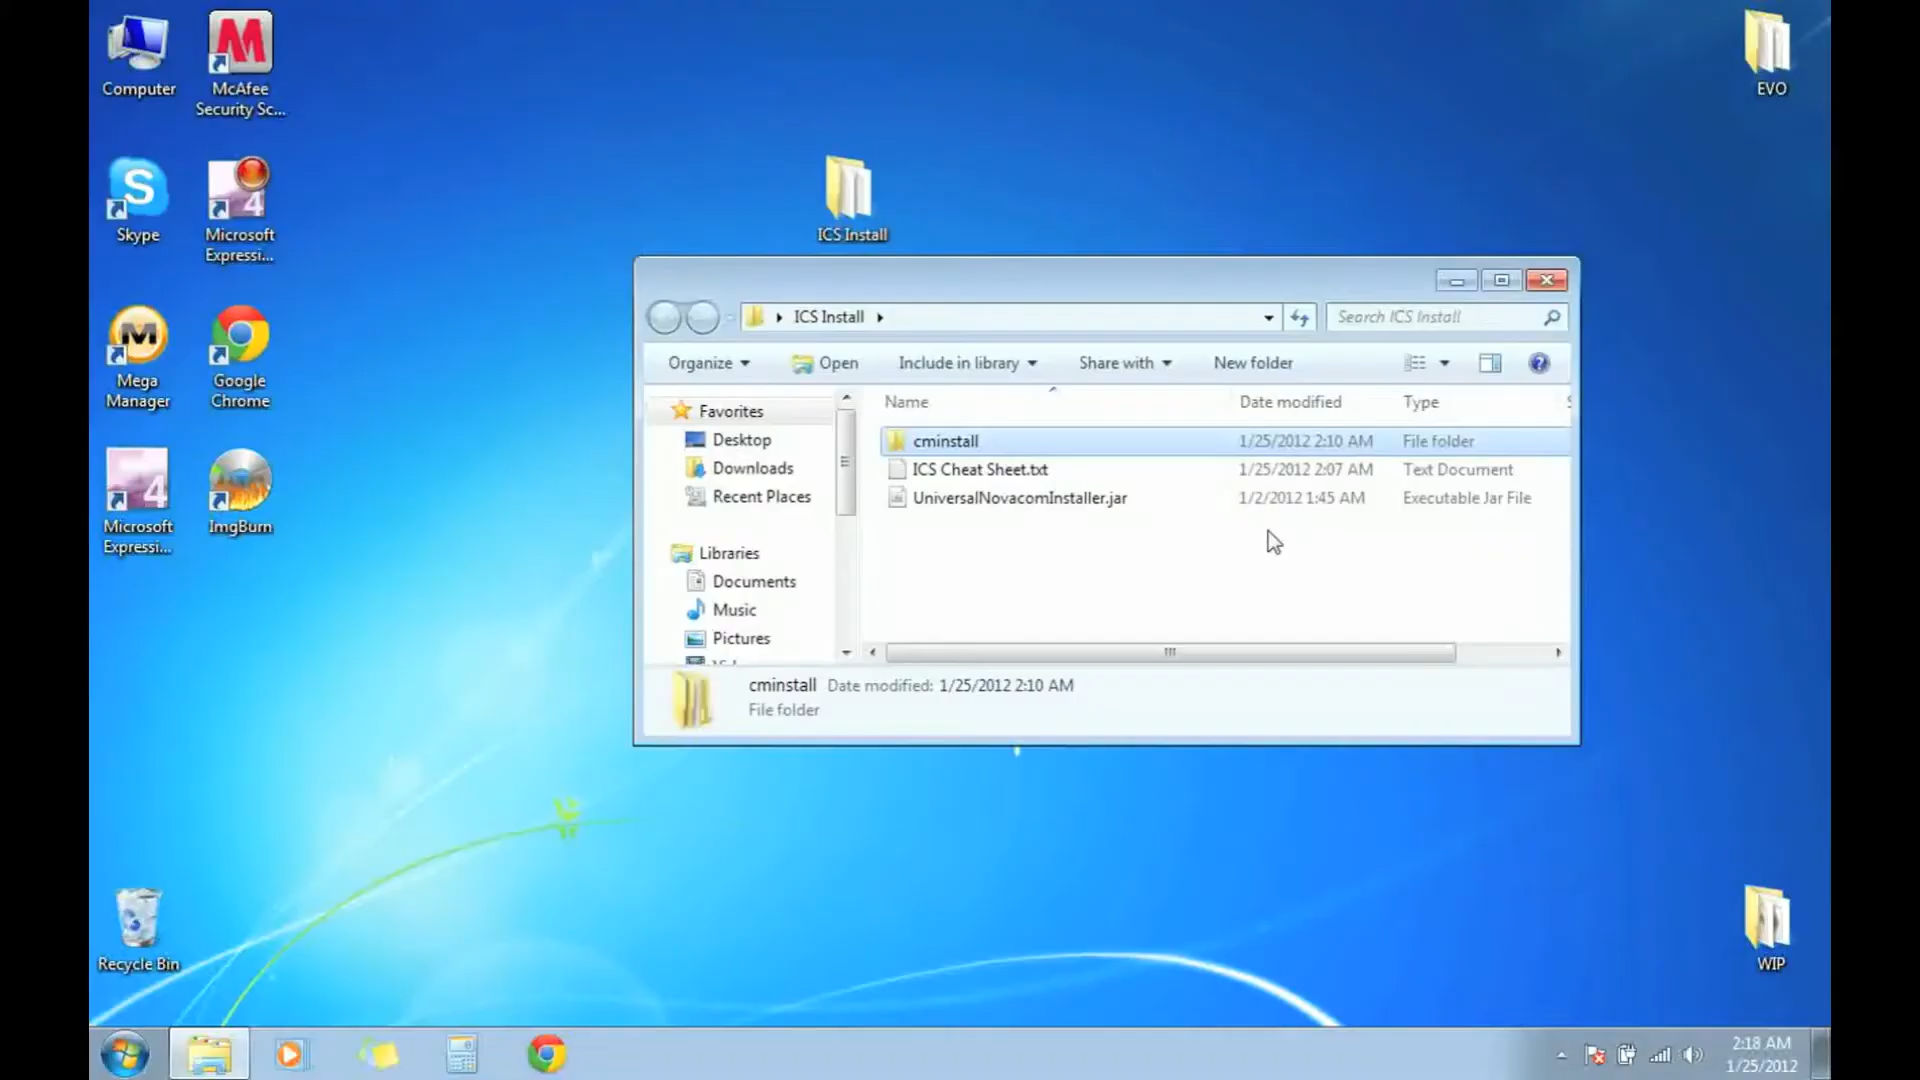 Computer
McAfee
Security Sc...
EVO
Skype
Microsoft
Expressi...
ICS Install
Mega
Manager
Google
Chrome
Microsoft
Expressi...
ImgBurn
Recycle Bin
WIP
ICS Install
Search ICS Install
Organize Open Include in library Share with New folder
Name Date modified Type
Favorites
Desktop
Downloads
Recent Places
Libraries
Documents
Music
Pictures
cminstall 1/25/2012 2:10 AM File folder
ICS Cheat Sheet.txt 1/25/2012 2:07 AM Text Document
UniversalNovacomInstaller.jar 1/2/2012 1:45 AM Executable Jar File
cminstall Date modified: 1/25/2012 2:10 AM
File folder
2:18 AM
1/25/2012